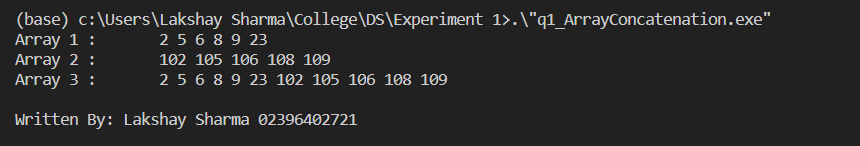 (base) c:\Users\Lakshay Sharma\College\DS\Experiment 1>.\"q1_ArrayConcatenation.exe"
Array 1 :       2 5 6 8 9 23
Array 2 :       102 105 106 108 109
Array 3 :       2 5 6 8 9 23 102 105 106 108 109
Written By: Lakshay Sharma 02396402721